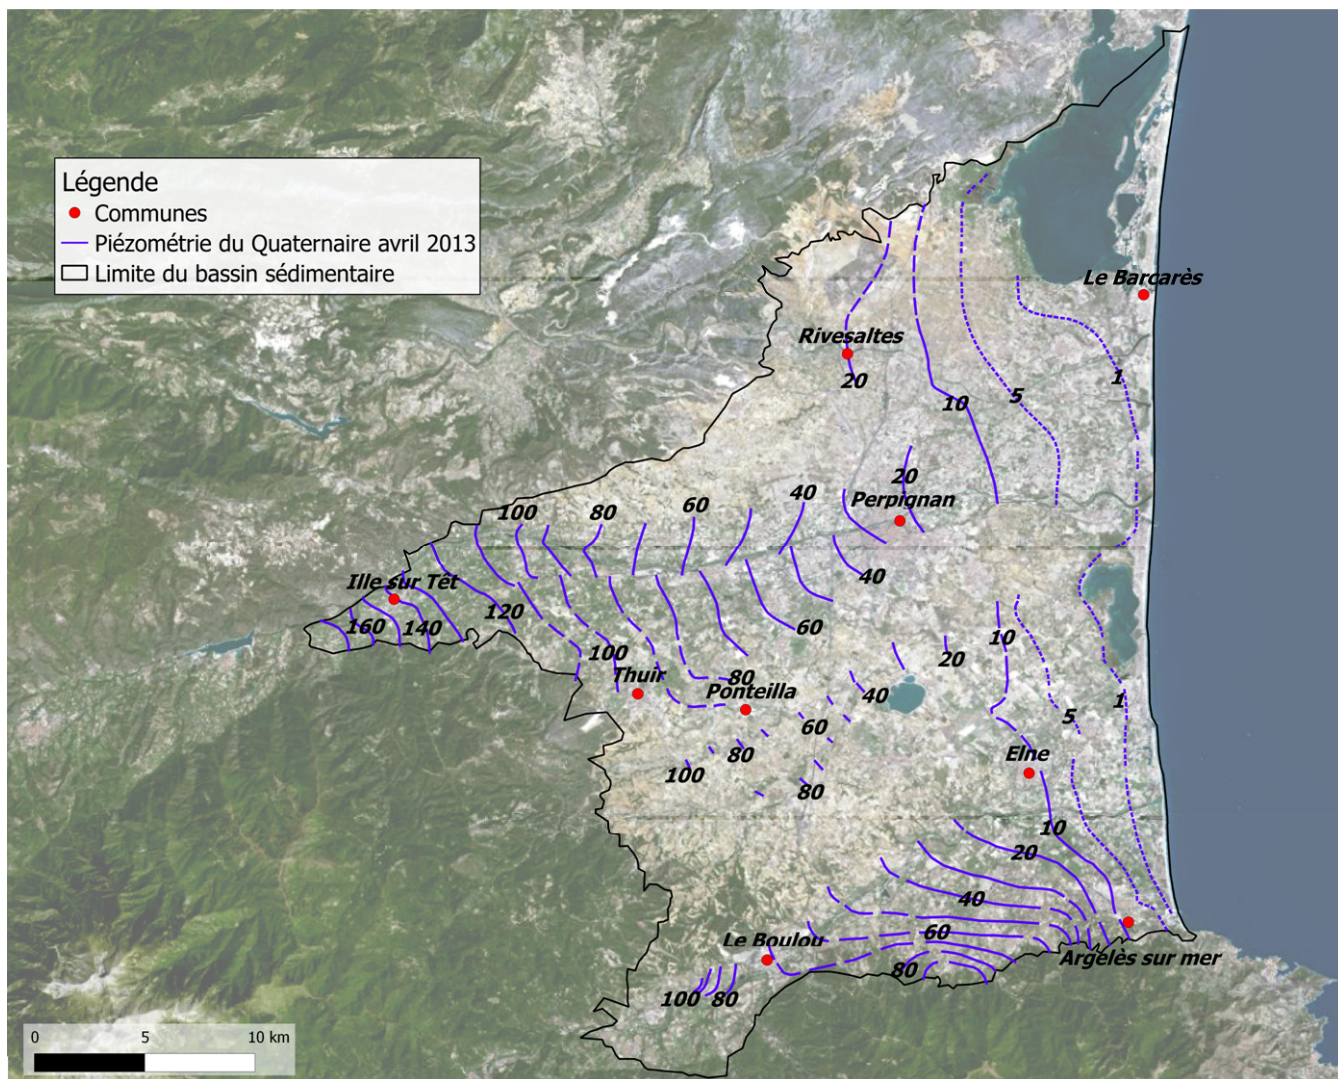 Légende
Communes
Piézométrie du Quaternaire avril 2013
Limite du bassin sédimentaire
Le Barcarès
Rivesaltes
20
10
5
1
20
Perpignan
100
80
60
40
40
Ille sur Têt
160
140
120
60
100
Thuir
80
Ponteilla
40
20
10
5
1
60
80
100
80
Elne
10
20
40
60
80
Le Boulou
100
80
Argelès sur mer
0 5 10 km